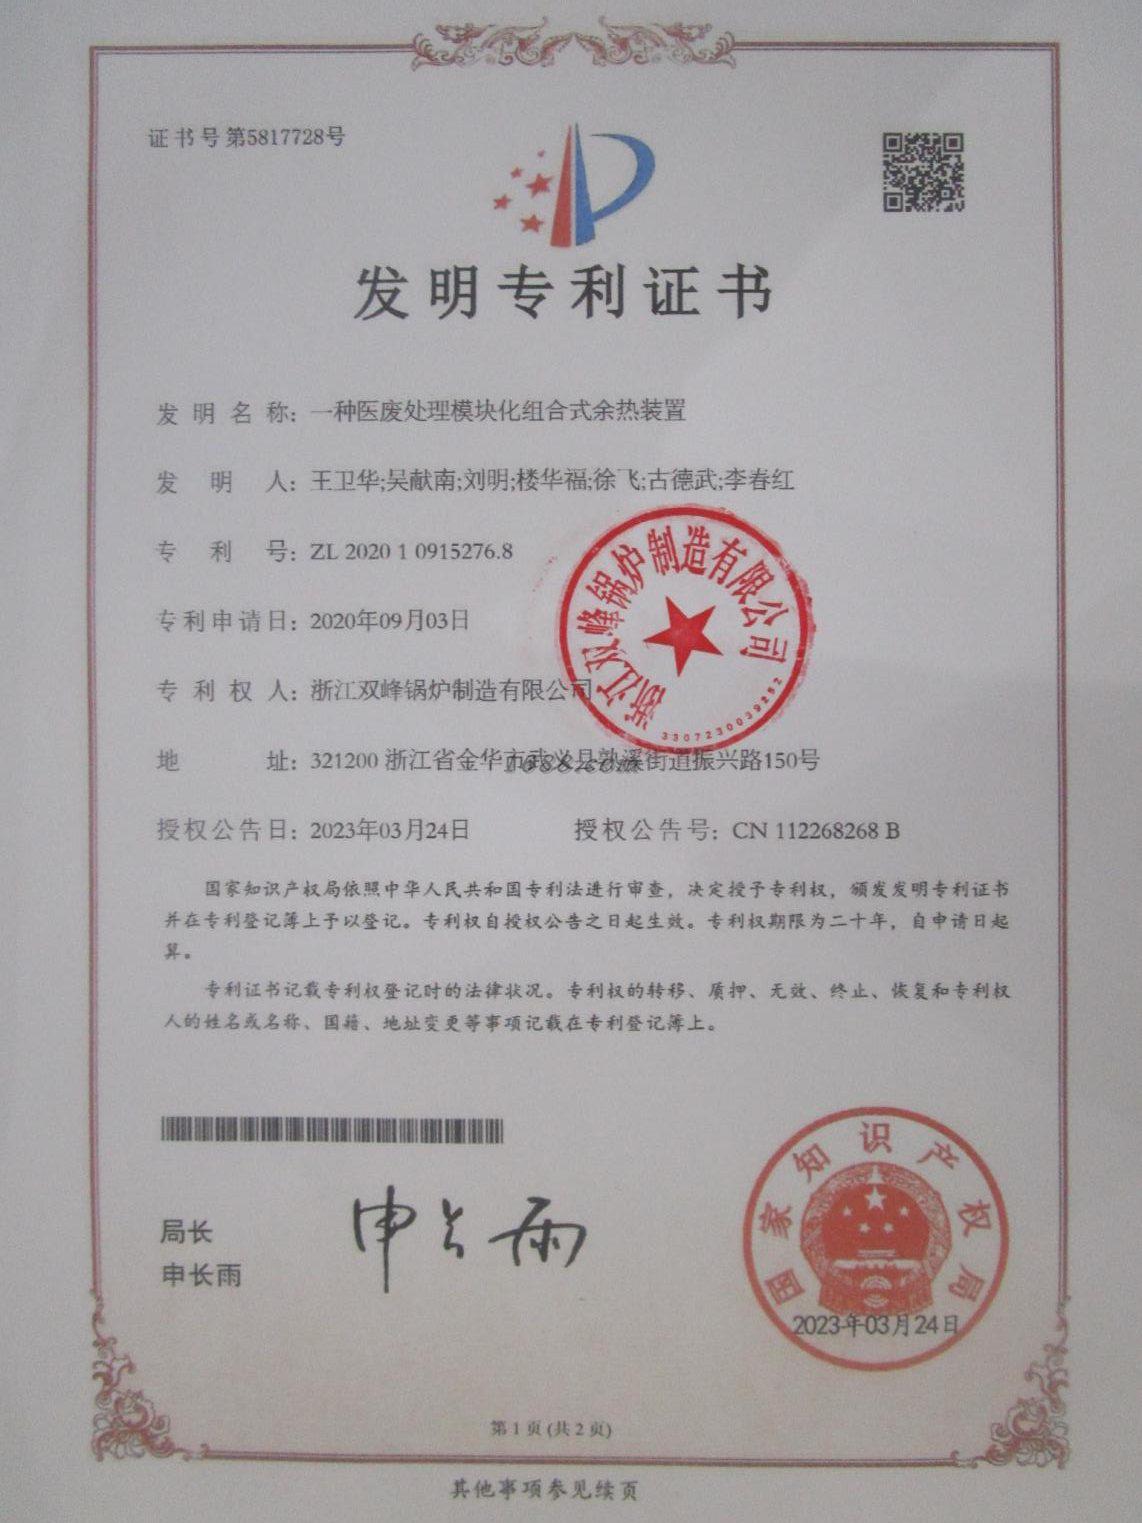 证书号第5817728号
发明专利证书
发明名称：一种医废处理模块化组合式余热装置
发明人：王卫华;吴献南;刘明;楼华福;徐飞;古德武;李春红
专利号：ZL 2020 1 0915276.8
专利申请日：2020年09月03日
专利权人：浙江双峰锅炉制造有限公司
浙江双峰锅炉制造有限公司
3307230039252
地址：321200 浙江省金华市武义县熟溪街道振兴路150号
1688.com
授权公告日：2023年03月24日 授权公告号：CN 112268268 B
国家知识产权局依照中华人民共和国专利法进行审查，决定授予专利权，颁发发明专利证书
并在专利登记簿上予以登记。专利权自授权公告之日起生效。专利权期限为二十年，自申请日起
算。
专利证书记载专利权登记时的法律状况。专利权的转移、质押、无效、终止、恢复和专利权
人的姓名或名称、国籍、地址变更等事项记载在专利登记簿上。
局长
申长雨
申长雨
国家知识产权局
2023年03月24日
第 1 页 (共 2 页)
其他事项参见续页